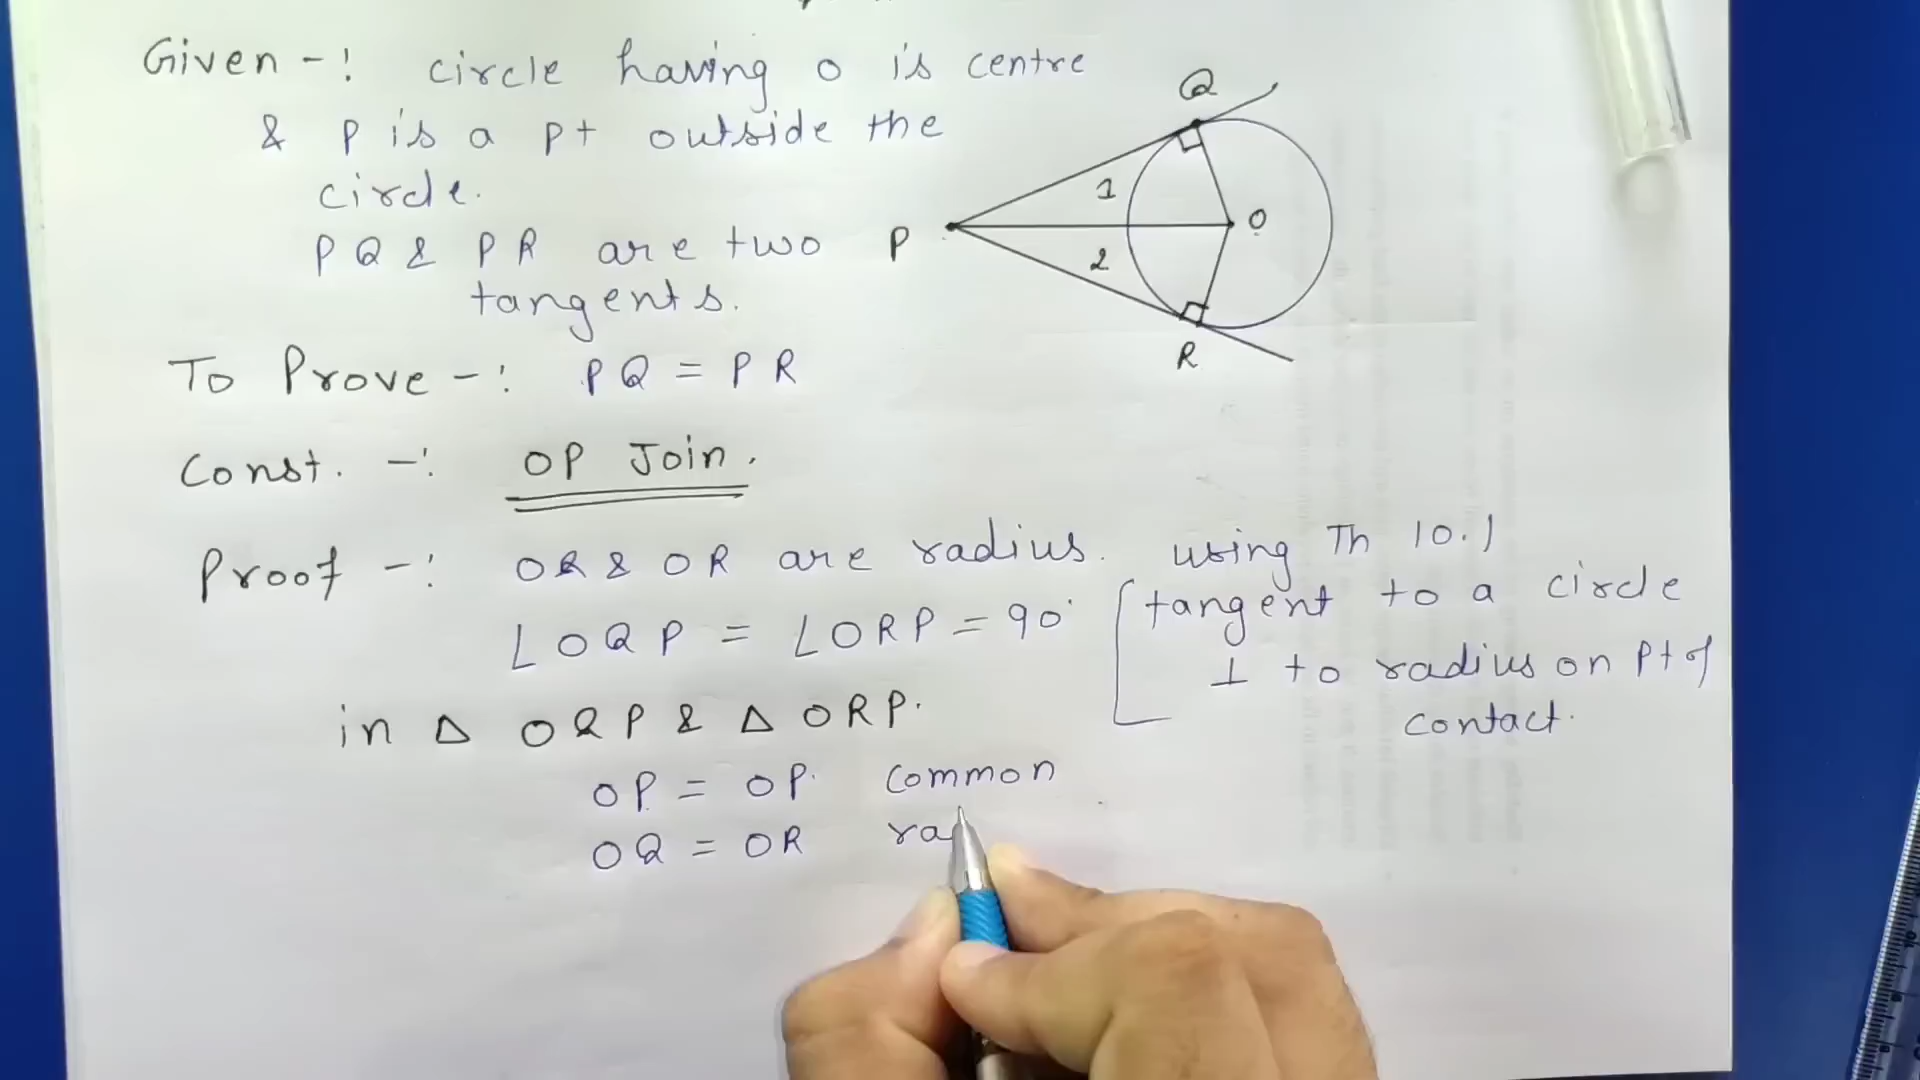 Given -: circle having O is centre
& P is a pt outside the
circle.
PQ & PR are two
tangents.
To Prove -: PQ = PR
Const. -: OP Join.
Proof -: OQ & OR are radius.
∠OQP = ∠ORP = 90°
using Th 10.1
tangent to a circle
⊥ to radius on pt of
contact.
in △ OQP & △ ORP.
OP = OP. common
OQ = OR ra
Q
1
P
O
2
R